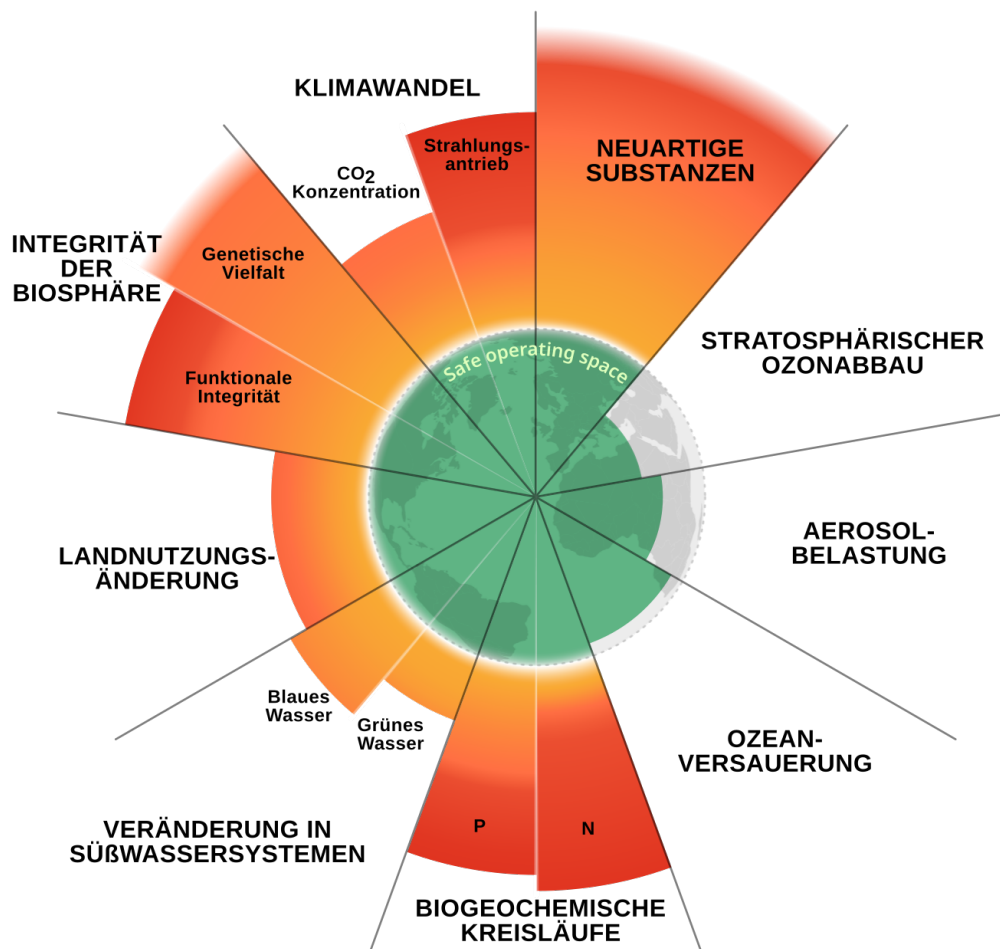 KLIMAWANDEL
Strahlungs-
antrieb
CO2
Konzentration
NEUARTIGE
SUBSTANZEN
INTEGRITÄT
DER
BIOSPHÄRE
Genetische
Vielfalt
Funktionale
Integrität
Safe operating space
STRATOSPHÄRISCHER
OZONABBAU
AEROSOL-
BELASTUNG
LANDNUTZUNGS-
ÄNDERUNG
Blaues
Wasser
Grünes
Wasser
OZEAN-
VERSAUERUNG
VERÄNDERUNG IN
SÜßWASSERSYSTEMEN
P
N
BIOGEOCHEMISCHE
KREISLÄUFE